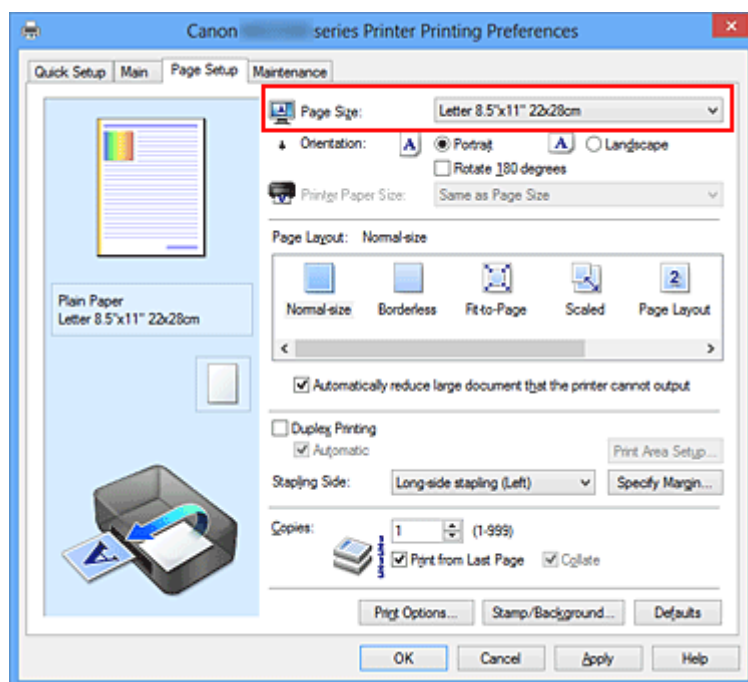 Canon series Printer Printing Preferences
Quick Setup Main Page Setup Maintenance
Page Size: Letter 8.5"x11" 22x28cm
Orientation: A Portrait A Landscape
Rotate 180 degrees
Printer Paper Size: Same as Page Size
Page Layout: Normal-size
2
Normal-size Borderless Fit-to-Page Scaled Page Layout
Plain Paper
Letter 8.5"x11" 22x28cm
Automatically reduce large document that the printer cannot output
Duplex Printing
Automatic
Print Area Setup...
Stapling Side: Long-side stapling (Left) Specify Margin...
Copies: 1 (1-999)
Print from Last Page Collate
A
Print Options... Stamp/Background... Defaults
OK Cancel Apply Help